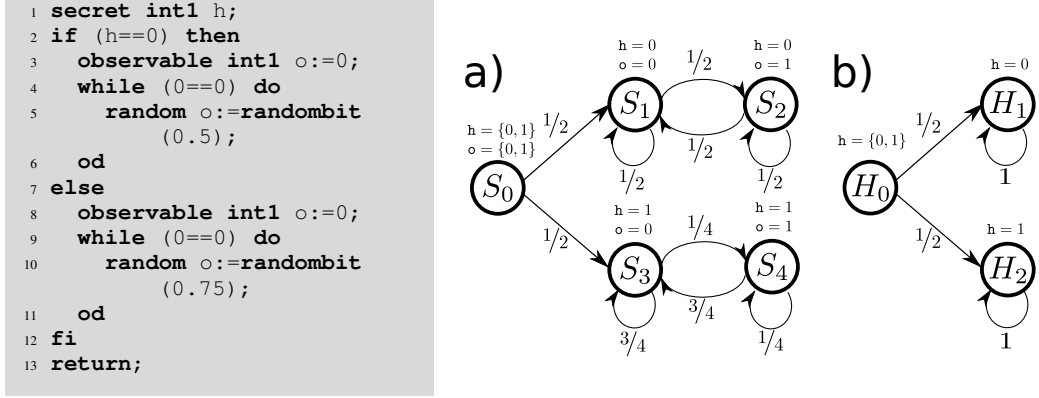 1 secret int1 h;
2 if (h==0) then
3 observable int1 o:=0;
4 while (0==0) do
5 random o:=randombit
(0.5);
6 od
7 else
8 observable int1 o:=0;
9 while (0==0) do
10 random o:=randombit
(0.75);
11 od
12 fi
13 return;
a)
h = {0, 1}
o = {0, 1}
S0
1/2
1/2
h = 0
o = 0
S1
1/2
1/2
1/2
h = 0
o = 1
S2
1/2
h = 1
o = 0
S3
3/4
1/4
3/4
h = 1
o = 1
S4
1/4
b)
h = {0, 1}
H0
1/2
1/2
h = 0
H1
1
h = 1
H2
1